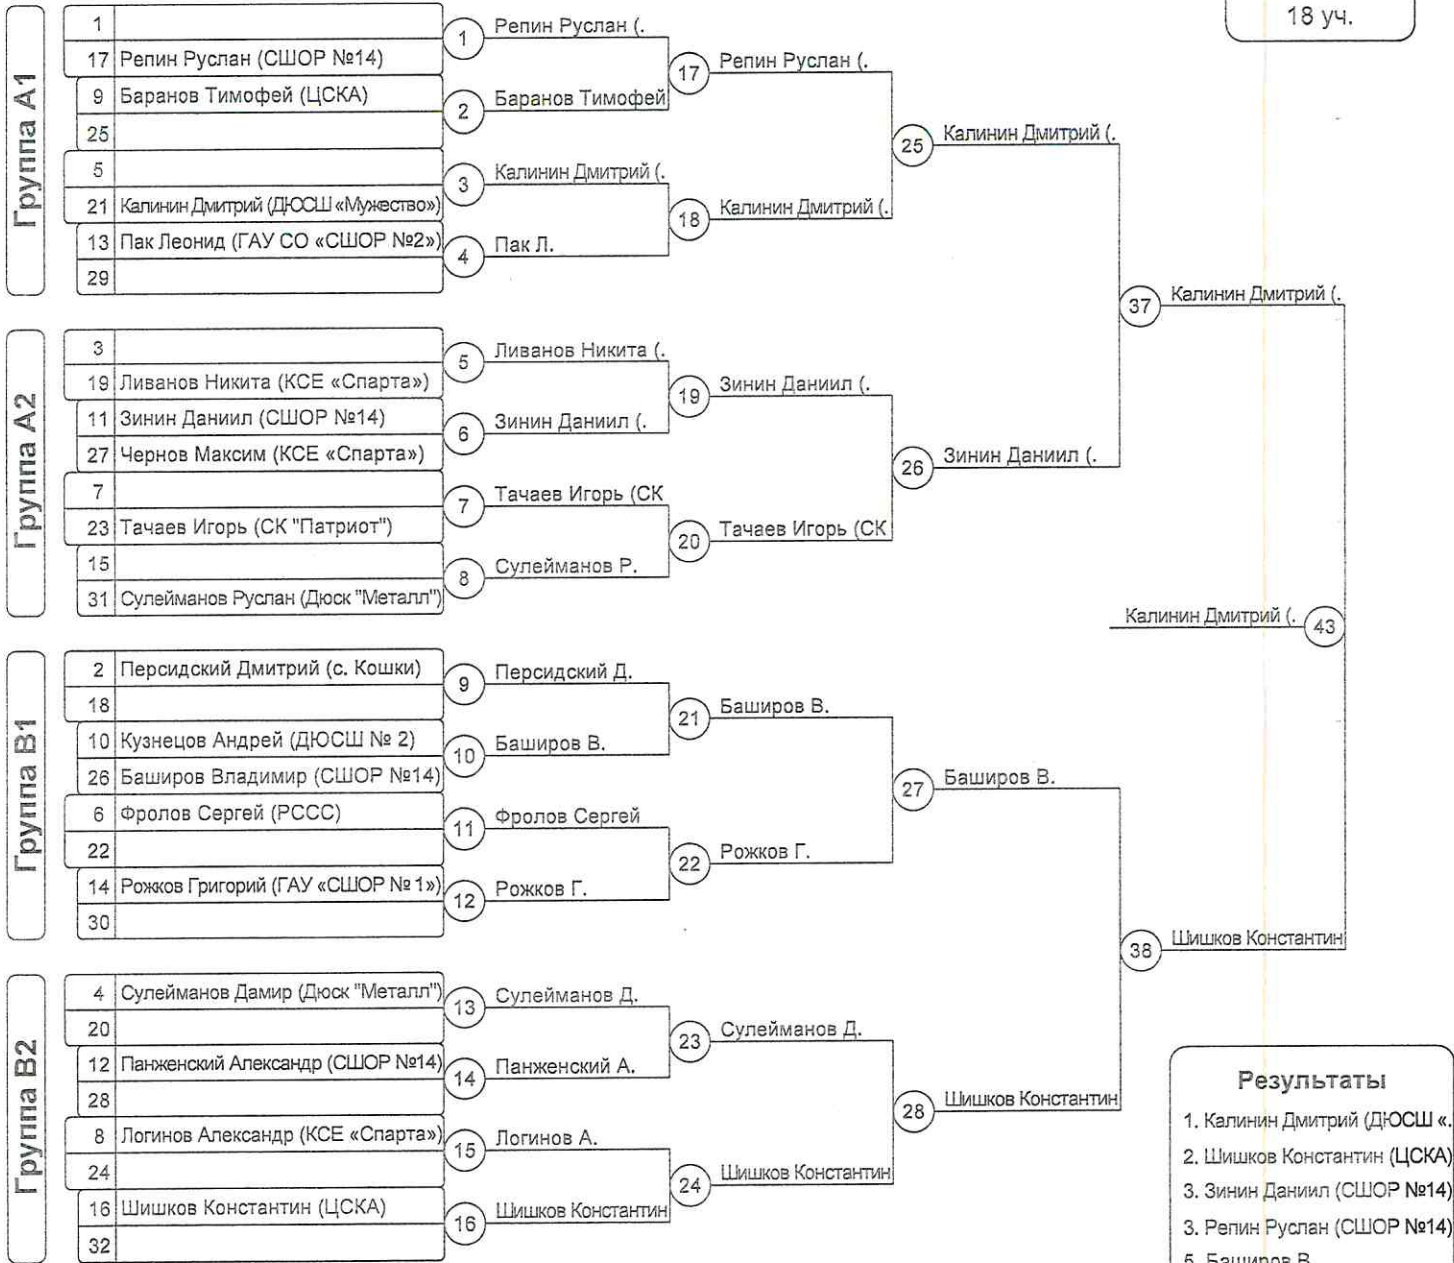 18 уч.
Группа А1
1
17 Репин Руслан (СШОР №14)
9 Баранов Тимофей (ЦСКА)
25
5
21 Калинин Дмитрий (ДЮСШ «Мужество»)
13 Пак Леонид (ГАУ СО «СШОР №2»)
29
1 Репин Руслан (.
2 Баранов Тимофей
3 Калинин Дмитрий (.
4 Пак Л.
17 Репин Руслан (.
18 Калинин Дмитрий (.
25 Калинин Дмитрий (.
Группа А2
3
19 Ливанов Никита (КСЕ «Спарта»)
11 Зинин Даниил (СШОР №14)
27 Чернов Максим (КСЕ «Спарта»)
7
23 Тачаев Игорь (СК "Патриот")
15
31 Сулейманов Руслан (Дюск "Металл")
5 Ливанов Никита (.
6 Зинин Даниил (.
7 Тачаев Игорь (СК
8 Сулейманов Р.
19 Зинин Даниил (.
20 Тачаев Игорь (СК
26 Зинин Даниил (.
37 Калинин Дмитрий (.
Калинин Дмитрий (. 43
Группа В1
2 Персидский Дмитрий (с. Кошки)
18
10 Кузнецов Андрей (ДЮСШ № 2)
26 Баширов Владимир (СШОР №14)
6 Фролов Сергей (РССС)
22
14 Рожков Григорий (ГАУ «СШОР № 1»)
30
9 Персидский Д.
10 Баширов В.
11 Фролов Сергей
12 Рожков Г.
21 Баширов В.
22 Рожков Г.
27 Баширов В.
38 Шишков Константин
Группа В2
4 Сулейманов Дамир (Дюск "Металл")
20
12 Панженский Александр (СШОР №14)
28
8 Логинов Александр (КСЕ «Спарта»)
24
16 Шишков Константин (ЦСКА)
32
13 Сулейманов Д.
14 Панженский А.
15 Логинов А.
16 Шишков Константин
23 Сулейманов Д.
24 Шишков Константин
28 Шишков Константин
Результаты
1. Калинин Дмитрий (ДЮСШ «.
2. Шишков Константин (ЦСКА)
3. Зинин Даниил (СШОР №14)
3. Репин Руслан (СШОР №14)
5. Баширов В.